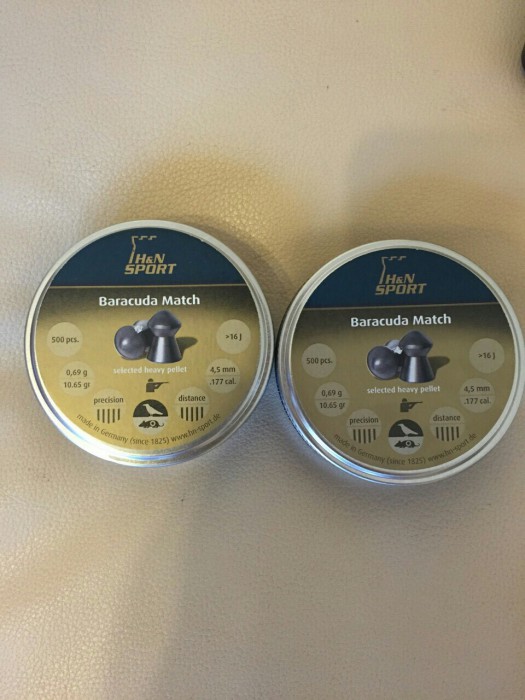 H&N
SPORT
Baracuda Match
500 pcs.
>16 J
0,69 g
10.65 gr
selected heavy pellet
4,5 mm
.177 cal.
precision
distance
made in Germany (since 1825) www.hn-sport.de
H&N
SPORT
Baracuda Match
500 pcs.
>16 J
0,69 g
10.65 gr
selected heavy pellet
4,5 mm
.177 cal.
precision
distance
made in Germany (since 1825) www.hn-sport.de